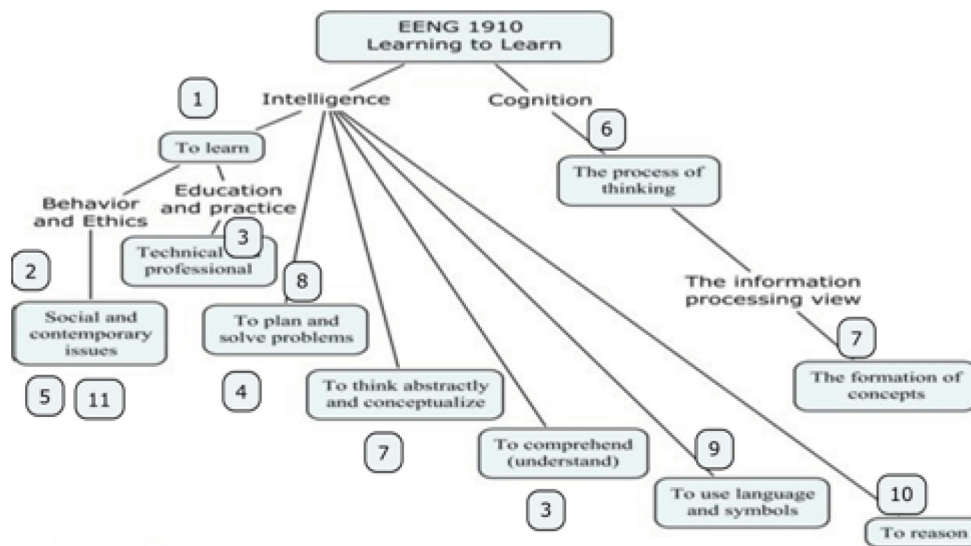 EENG 1910
Learning to Learn
Intelligence
Cognition
1
6
To learn
The process of
thinking
Behavior
and Ethics
Education
and practice
3
Technical
professional
2
8
The information
processing view
Social and
contemporary
issues
To plan and
solve problems
7
The formation of
concepts
5
11
4
To think abstractly
and conceptualize
7
To comprehend
(understand)
9
10
3
To use language
and symbols
To reason